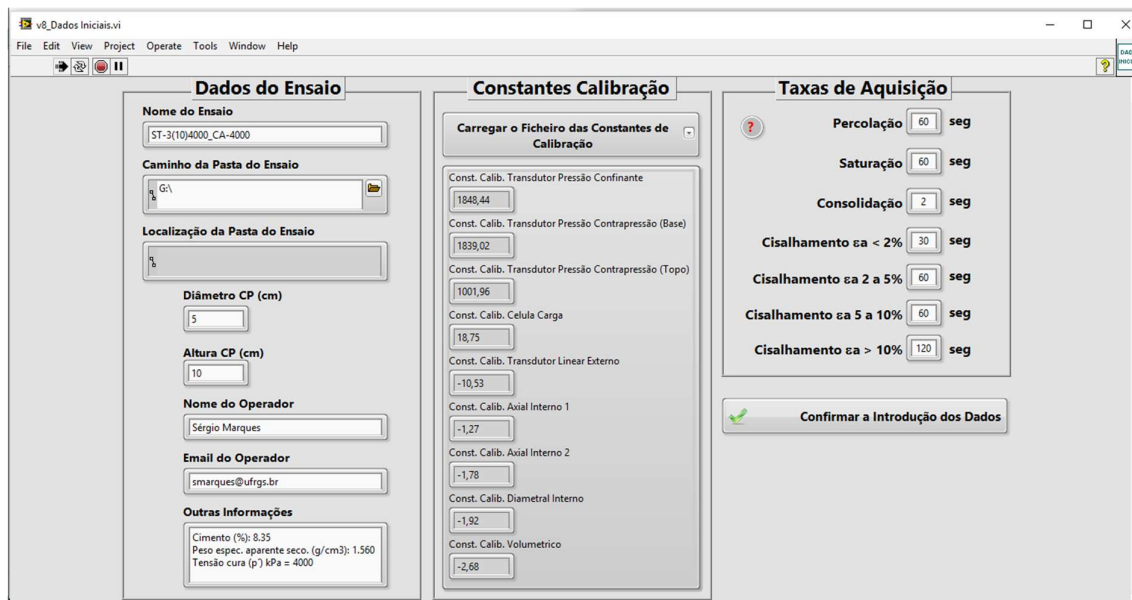 v8_Dados Iniciais.vi
File Edit View Project Operate Tools Window Help
DAD
INICI
Dados do Ensaio
Nome do Ensaio
ST-3(10)4000_CA-4000
Caminho da Pasta do Ensaio
G:\
Localização da Pasta do Ensaio
Diâmetro CP (cm)
5
Altura CP (cm)
10
Nome do Operador
Sérgio Marques
Email do Operador
smarques@ufrgs.br
Outras Informações
Cimento (%): 8.35
Peso espec. aparente seco. (g/cm3): 1.560
Tensão cura (p´) kPa = 4000
Constantes Calibração
Carregar o Ficheiro das Constantes de
Calibração
Const. Calib. Transdutor Pressão Confinante
1848,44
Const. Calib. Transdutor Pressão Contrapressão (Base)
1839,02
Const. Calib. Transdutor Pressão Contrapressão (Topo)
1001,96
Const. Calib. Celula Carga
18,75
Const. Calib. Transdutor Linear Externo
-10,53
Const. Calib. Axial Interno 1
-1,27
Const. Calib. Axial Interno 2
-1,78
Const. Calib. Diametral Interno
-1,92
Const. Calib. Volumetrico
-2,68
Taxas de Aquisição
?
Percolação 60 seg
Saturação 60 seg
Consolidação 2 seg
Cisalhamento εa < 2% 30 seg
Cisalhamento εa 2 a 5% 60 seg
Cisalhamento εa 5 a 10% 60 seg
Cisalhamento εa > 10% 120 seg
Confirmar a Introdução dos Dados